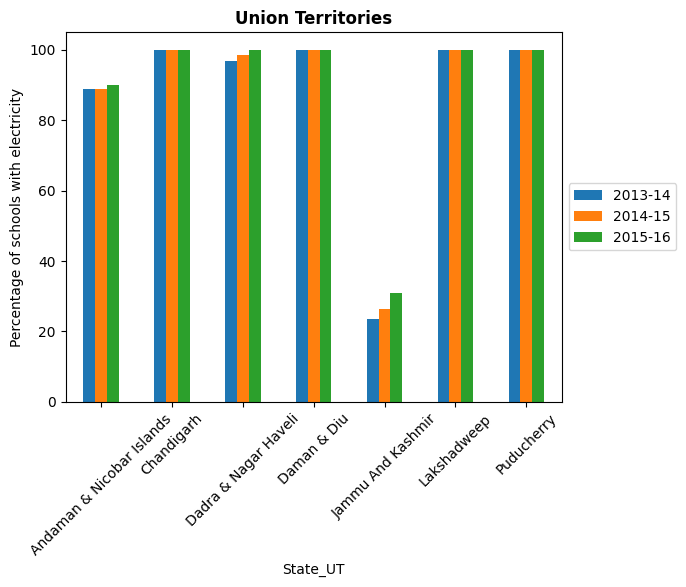 Union Territories
Percentage of schools with electricity
100
80
60
40
20
0
2013-14
2014-15
2015-16
Andaman & Nicobar Islands
Chandigarh
Dadra & Nagar Haveli
Daman & Diu
Jammu And Kashmir
Lakshadweep
Puducherry
State_UT